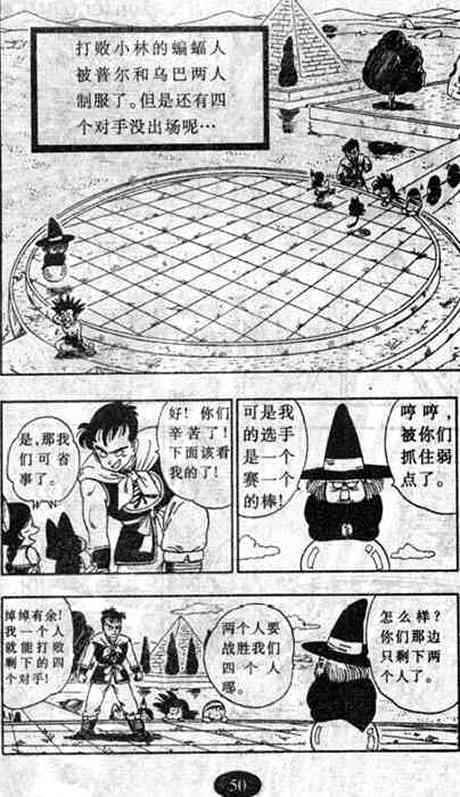 打败小林的蝙蝠人
被普尔和乌巴两人
制服了。但是还有四
个对手没出场呢…
哼哼，
被你们
抓住弱
点了。
可是我
的选手
是一个
赛一个
的棒！
好！你们
辛苦了！
下面该看
我的了！
是，那我
们可省
事了。
怎么样？
你们那边
只剩下两
个人了。
两个人要
战胜我们
四个人
哪。
绰绰有余！
我一个人
就能打败
剩下的四
个对手！
50